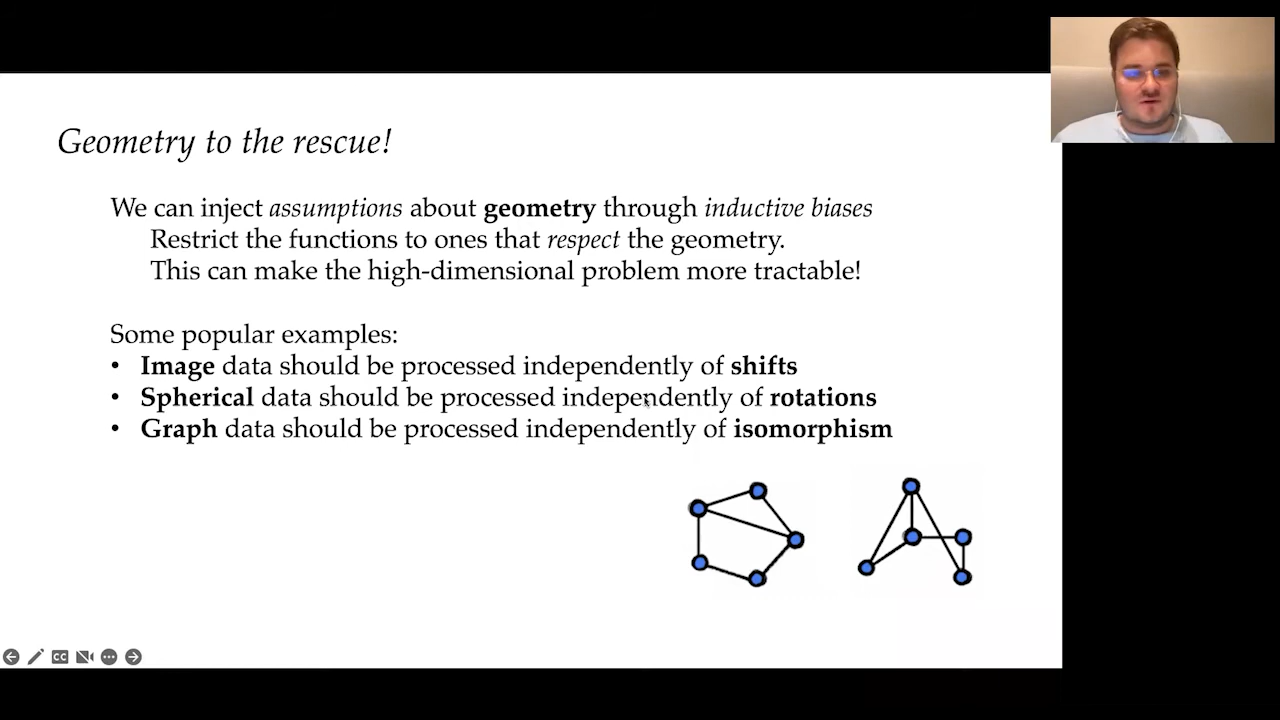 Geometry to the rescue!
We can inject assumptions about geometry through inductive biases
Restrict the functions to ones that respect the geometry.
This can make the high-dimensional problem more tractable!
Some popular examples:
• Image data should be processed independently of shifts
• Spherical data should be processed independently of rotations
• Graph data should be processed independently of isomorphism
CC